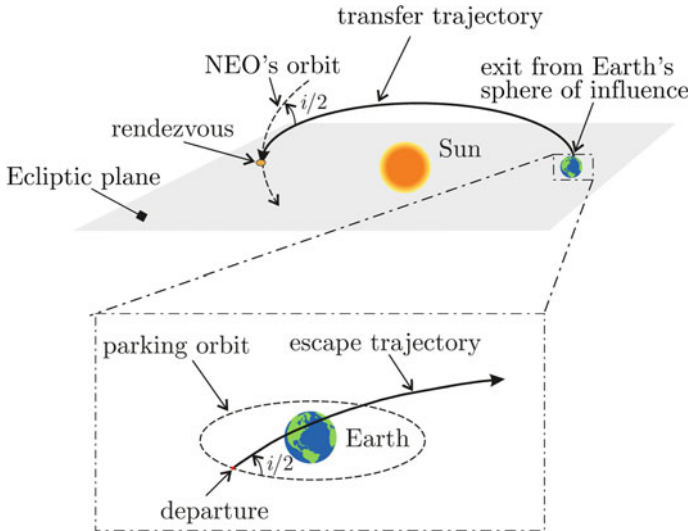 transfer trajectory
NEO's orbit
i/2
exit from Earth's
sphere of influence
rendezvous
Sun
Ecliptic plane
parking orbit
escape trajectory
Earth
i/2
departure